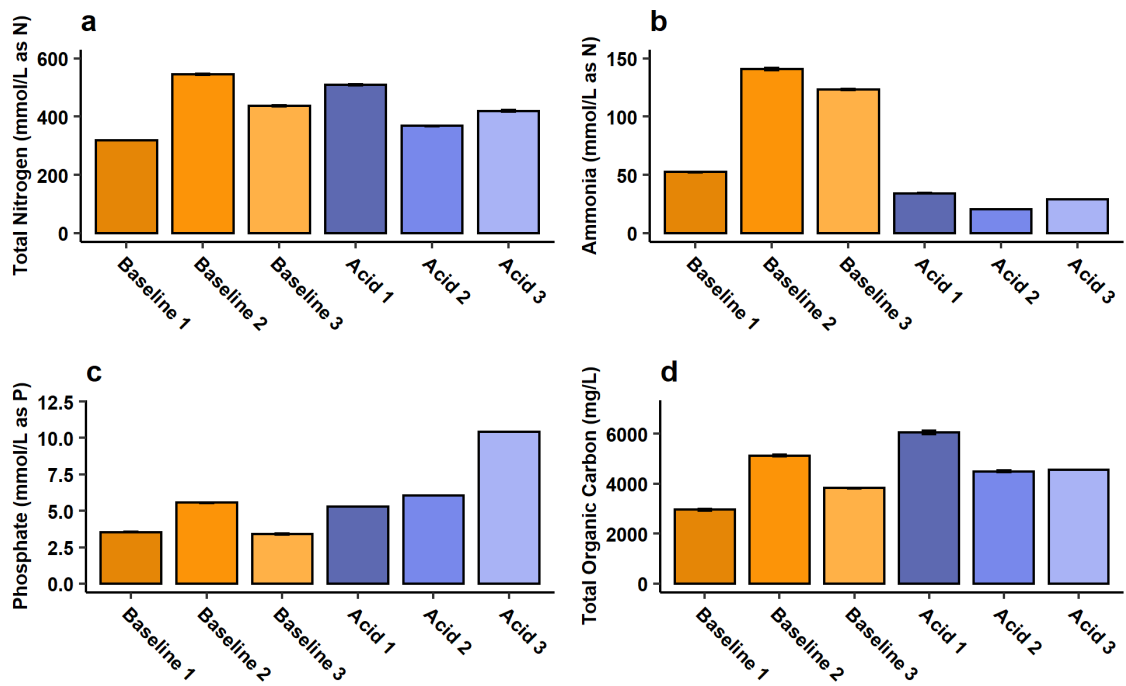 a
Total Nitrogen (mmol/L as N)
600
400
200
0
Baseline 1
Baseline 2
Baseline 3
Acid 1
Acid 2
Acid 3
b
Ammonia (mmol/L as N)
150
100
50
0
Baseline 1
Baseline 2
Baseline 3
Acid 1
Acid 2
Acid 3
c
Phosphate (mmol/L as P)
12.5
10.0
7.5
5.0
2.5
0.0
Baseline 1
Baseline 2
Baseline 3
Acid 1
Acid 2
Acid 3
d
Total Organic Carbon (mg/L)
6000
4000
2000
0
Baseline 1
Baseline 2
Baseline 3
Acid 1
Acid 2
Acid 3